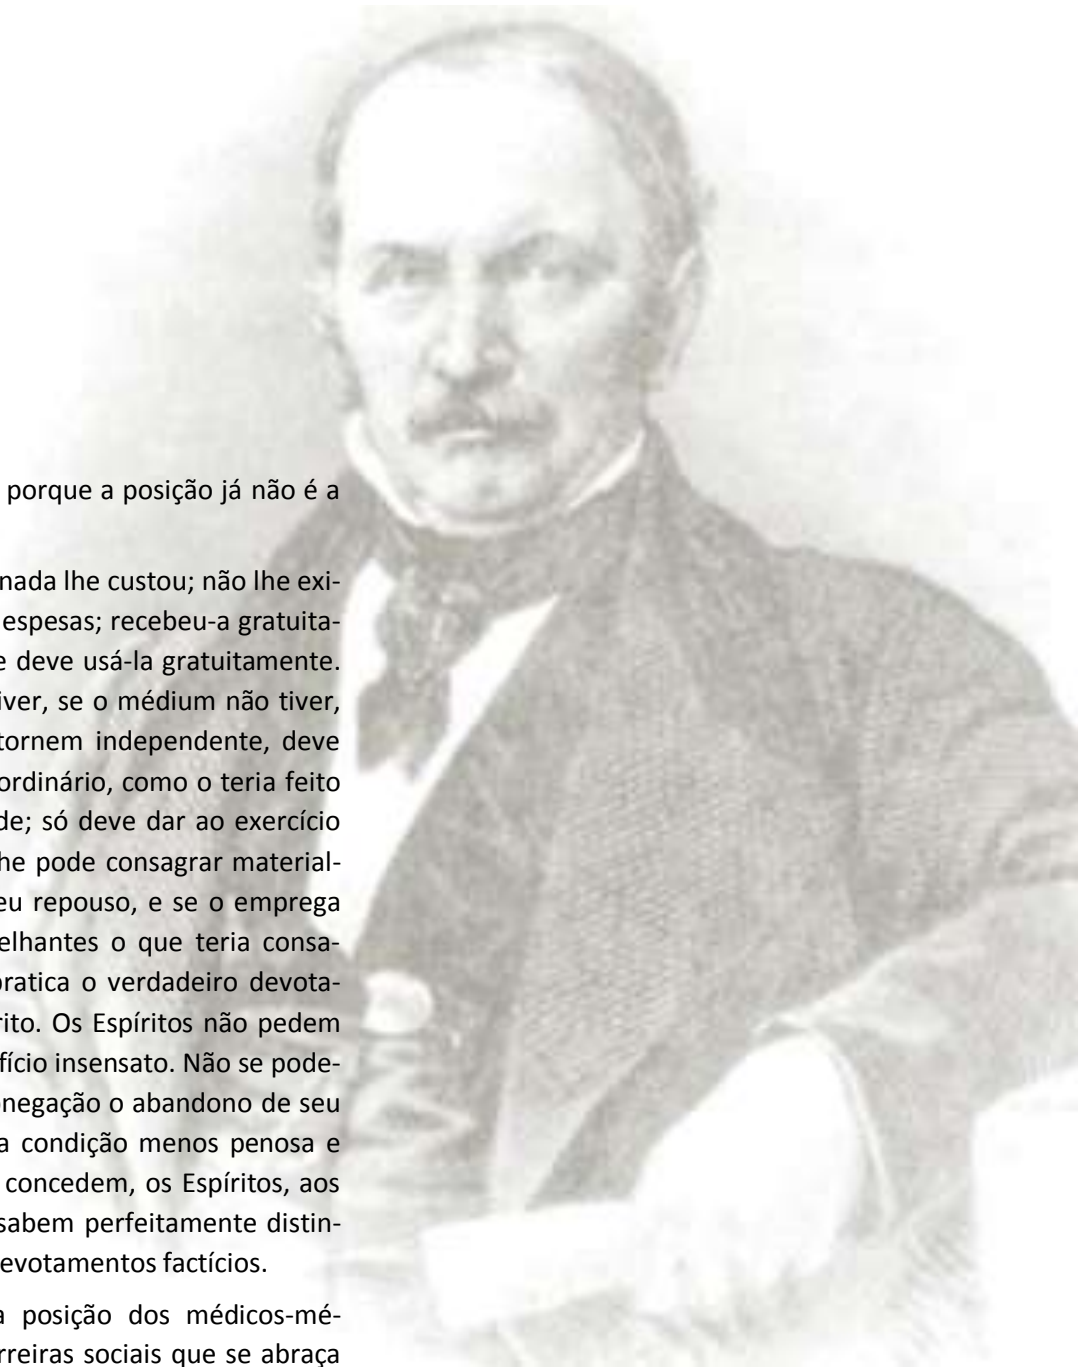 porque a posição já não é a
nada lhe custou; não lhe exi-
espesas; recebeu-a gratuita-
e deve usá-la gratuitamente.
iver, se o médium não tiver,
tornem independente, deve
ordinário, como o teria feito
de; só deve dar ao exercício
he pode consagrar material-
eu repouso, e se o emprega
elhantes o que teria consa-
pratica o verdadeiro devota-
rito. Os Espíritos não pedem
fício insensato. Não se pode-
onegação o abandono de seu
a condição menos penosa e
concedem, os Espíritos, aos
sabem perfeitamente distin-
evotamentos factícios.
a posição dos médicos-mé-
rreiras sociais que se abraça